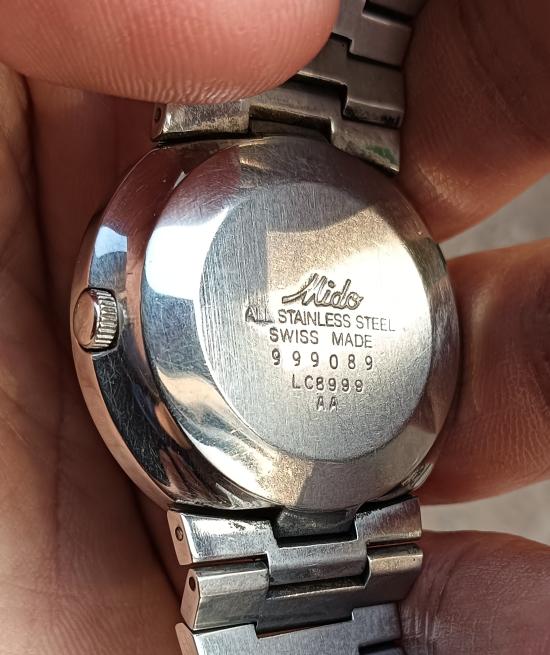 Mido
ALL STAINLESS STEEL
SWISS MADE
999089
LC8999
AA